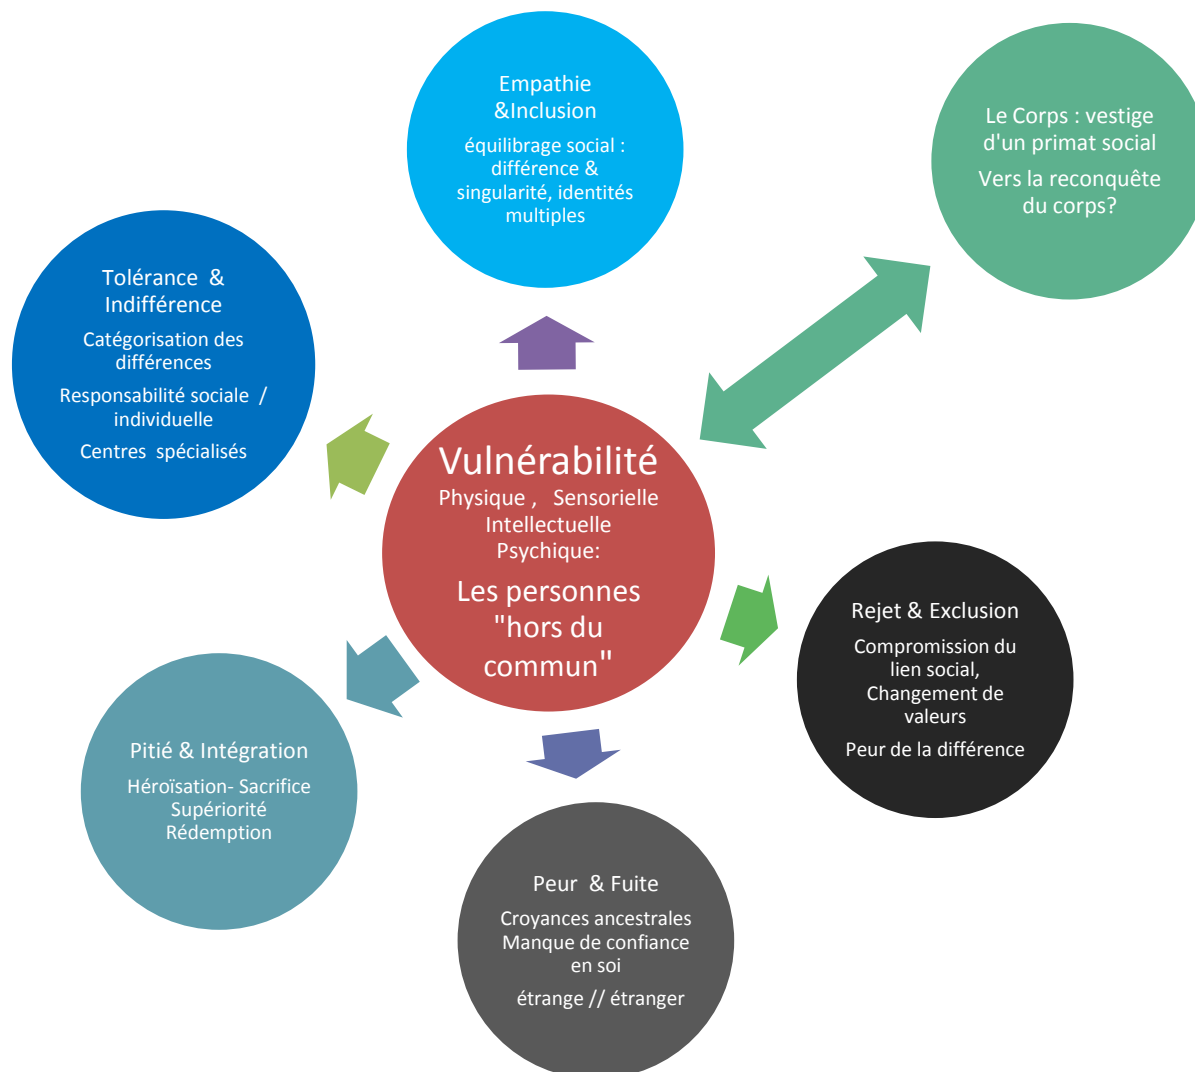 Empathie
&Inclusion
équilibrage social :
différence &
singularité, identités
multiples
Le Corps : vestige
d'un primat social
Vers la reconquête
du corps?
Tolérance & 
Indifférence
Catégorisation des
différences
Responsabilité sociale /
individuelle
Centres spécialisés
Vulnérabilité
Physique , Sensorielle
Intellectuelle
Psychique:
Les personnes
"hors du
commun"
Rejet & Exclusion
Compromission du
lien social,
Changement de
valeurs
Peur de la différence
Pitié & Intégration
Héroïsation- Sacrifice
Supériorité
Rédemption
Peur & Fuite
Croyances ancestrales
Manque de confiance
en soi
étrange // étranger